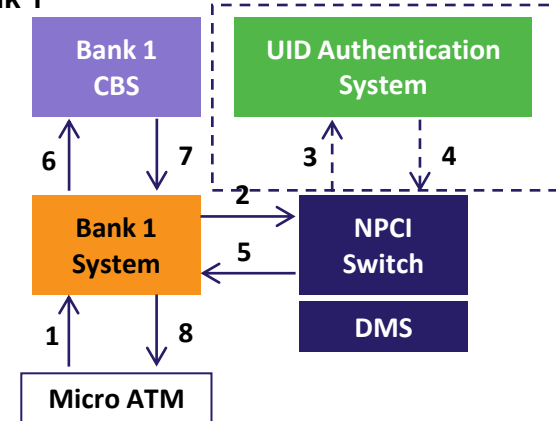 Bank 1
CBS
UID Authentication
System
6
7
3
4
2
Bank 1
System
NPCI
Switch
5
DMS
1
8
Micro ATM